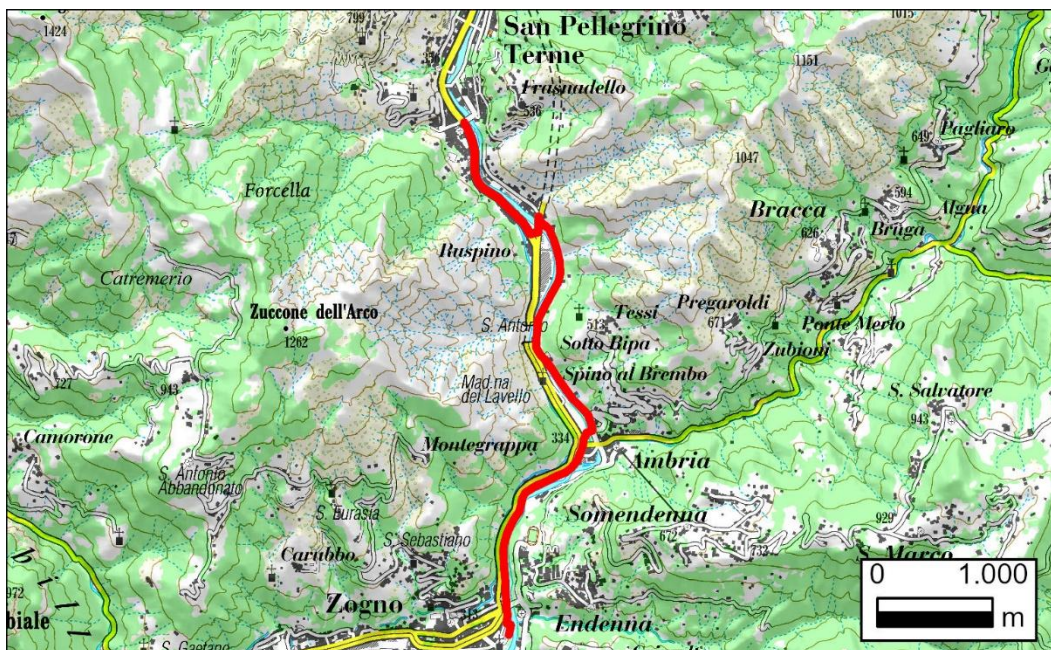 1424
799
San Pellegrino
Terme
1015
1151
Frasnadello
536
Pagliaro
649
1047
594
Forcella
Bracca
Algua
Bruga
626
Ruspino
Catremerio
Pregaroldi
671
Zuccone dell'Arco
1262
S. Antonio
513
Tessi
Ponte Merlo
Sotto Ripa
Zubioni
Mad.na
del Lavello
Spino al Brembo
727
943
S. Salvatore
943
Camorone
Montegrappa
334
Ambria
S. Antonio
Abbandonato
S. Eurasia
Somendenna
672
929
Carubbo
S. Sebastiano
732
S. Marco
972
biale
Zogno
Endenna
S. Gaetano
0 1.000
m